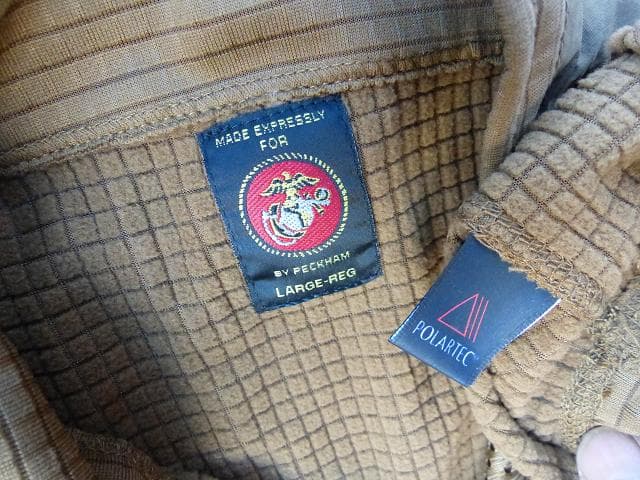 MADE EXPRESSLY
FOR
BY PECKHAM
LARGE-REG
POLARTEC®